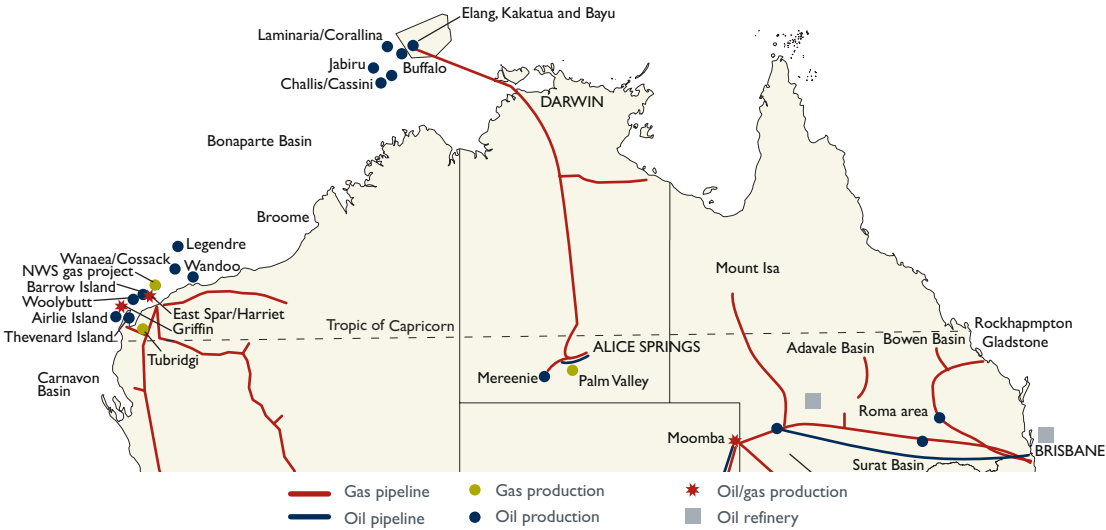 Elang, Kakatua and Bayu
Laminaria/Corallina
Jabiru
Buffalo
Challis/Cassini
DARWIN
Bonaparte Basin
Broome
Legendre
Wanaea/Cossack
Wandoo
NWS gas project
Barrow Island
Woolybutt
East Spar/Harriet
Airlie Island
Griffin
Thevenard Island
Tubridgi
Carnavon
Basin
Tropic of Capricorn
Mount Isa
ALICE SPRINGS
Mereenie
Palm Valley
Rockhapmpton
Gladstone
Adavale Basin
Bowen Basin
Roma area
Moomba
Surat Basin
BRISBANE
Gas pipeline
Gas production
Oil/gas production
Oil pipeline
Oil production
Oil refinery